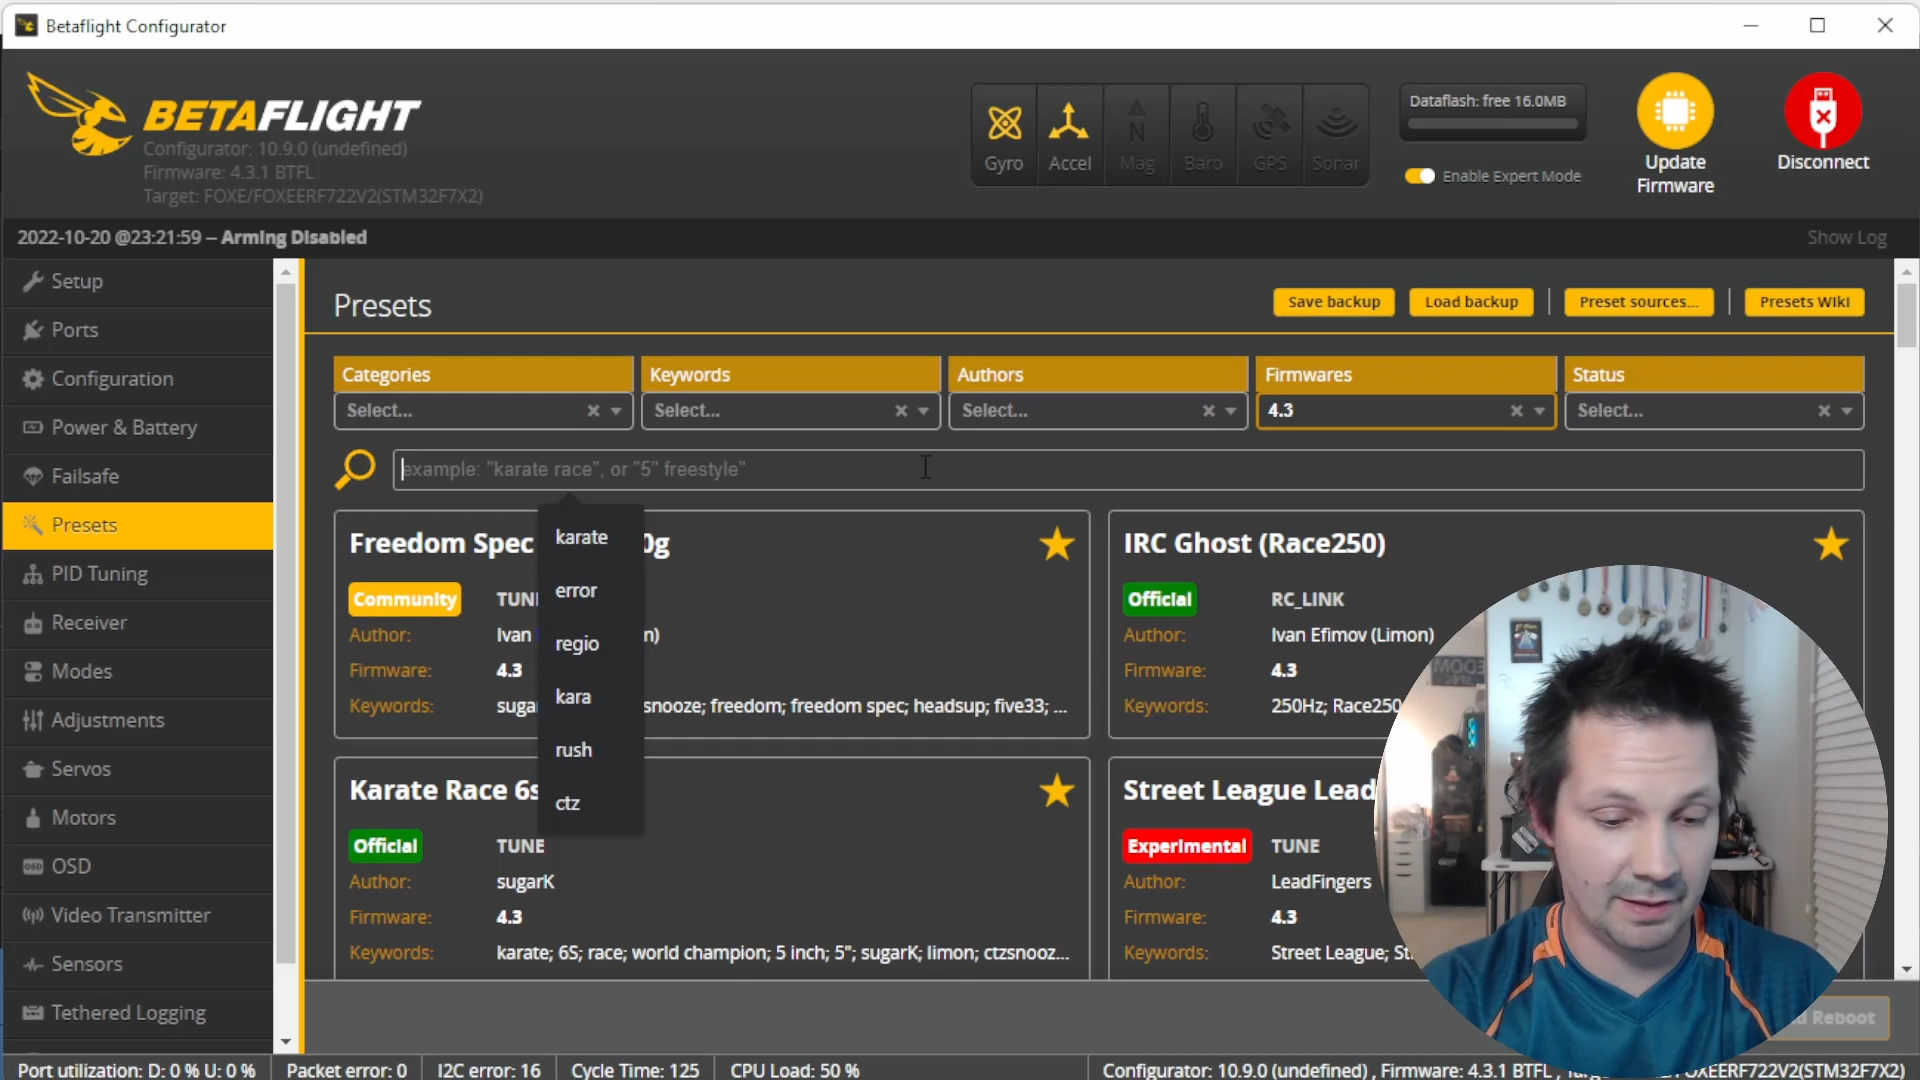 Betaflight Configurator
BETAFLIGHT
Configurator: 10.9.0 (undefined)
Firmware: 4.3.1 BTFL
Target: FOXE/FOXEERF722V2(STM32F7X2)
Gyro
Accel
Mag
Baro
GPS
Sonar
Dataflash: free 16.0MB
Enable Expert Mode
Update
Firmware
Disconnect
2022-10-20 @23:21:59 -- Arming Disabled
Show Log
Setup
Ports
Configuration
Power & Battery
Failsafe
Presets
PID Tuning
Receiver
Modes
Adjustments
Servos
Motors
OSD
Video Transmitter
Sensors
Tethered Logging
Presets
Save backup
Load backup
Preset sources...
Presets Wiki
Categories
Keywords
Authors
Firmwares
Status
Select...
Select...
Select...
4.3
Select...
example: "karate race", or "5" freestyle"
karate
error
regio
kara
rush
ctz
Freedom Spec 0g
Community
TUN
Author: Ivan n)
Firmware: 4.3
Keywords: suga snooze; freedom; freedom spec; headsup; five33; ...
IRC Ghost (Race250)
Official RC_LINK
Author: Ivan Efimov (Limon)
Firmware: 4.3
Keywords: 250Hz; Race250
Karate Race 6s
Official TUNE
Author: sugarK
Firmware: 4.3
Keywords: karate; 6S; race; world champion; 5 inch; 5"; sugarK; limon; ctzsnooz...
Street League Lead
Experimental TUNE
Author: LeadFingers
Firmware: 4.3
Keywords: Street League; St
d Reboot
Port utilization: D: 0 % U: 0 %
Packet error: 0
I2C error: 16
Cycle Time: 125
CPU Load: 50 %
Configurator: 10.9.0 (undefined) , Firmware: 4.3.1 BTFL , OXEERF722V2(STM32F7X2)